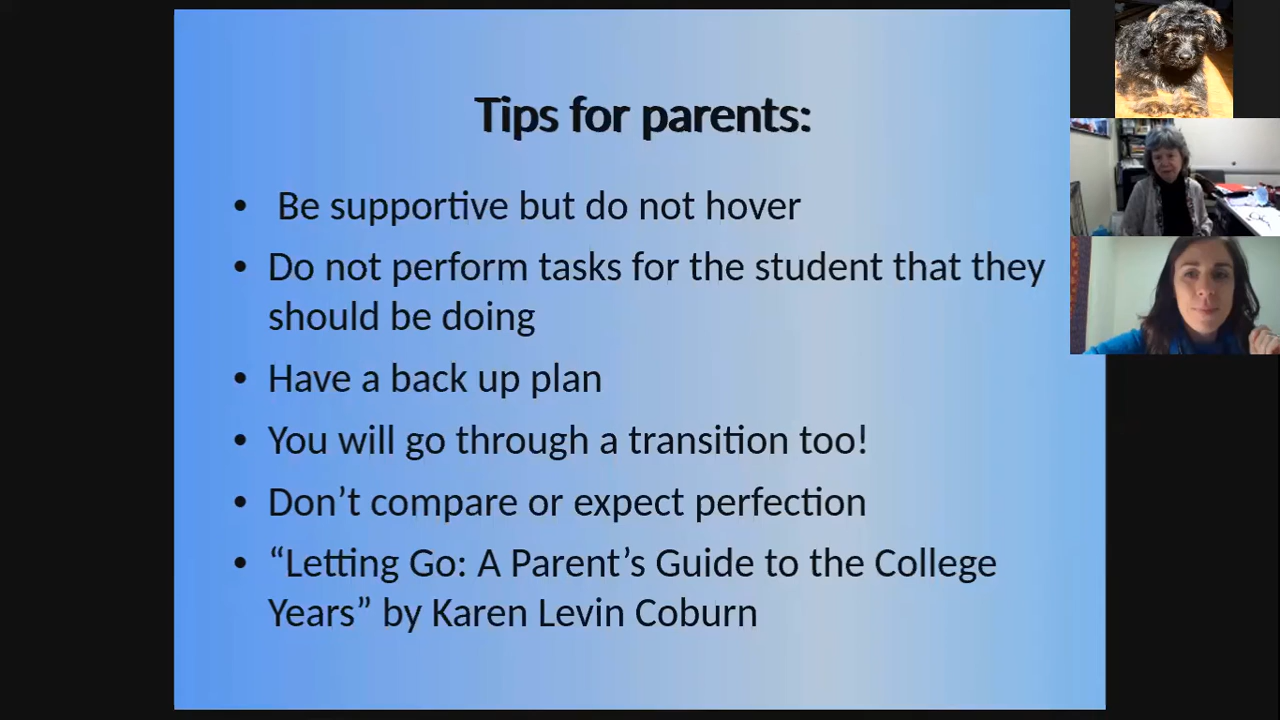 Tips for parents:
• Be supportive but do not hover
• Do not perform tasks for the student that they
should be doing
• Have a back up plan
• You will go through a transition too!
• Don’t compare or expect perfection
• “Letting Go: A Parent’s Guide to the College
Years” by Karen Levin Coburn